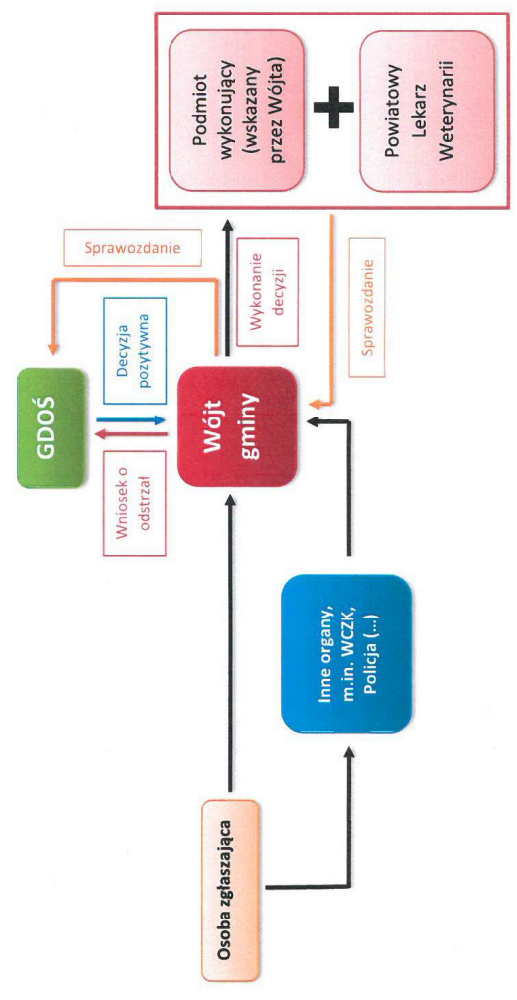 Osoba zgłaszająca
Inne organy,
m.in. WCZK,
Policja (...)
GDOŚ
Wniosek o
odstrzał
Decyzja
pozytywna
Sprawozdanie
Wójt
gminy
Wykonanie
decyzji
Sprawozdanie
Podmiot
wykonujący
(wskazany
przez Wójta)
Powiatowy
Lekarz
Weterynarii